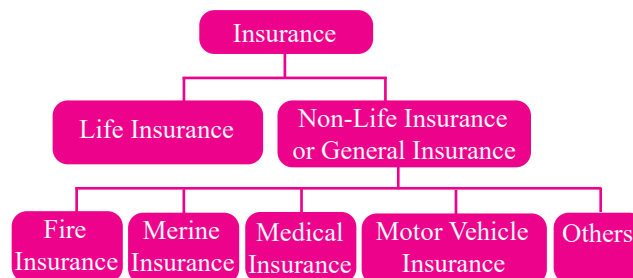 Insurance
Life Insurance
Non-Life Insurance
or General Insurance
Fire
Insurance
Merine
Insurance
Medical
Insurance
Motor Vehicle
Insurance
Others